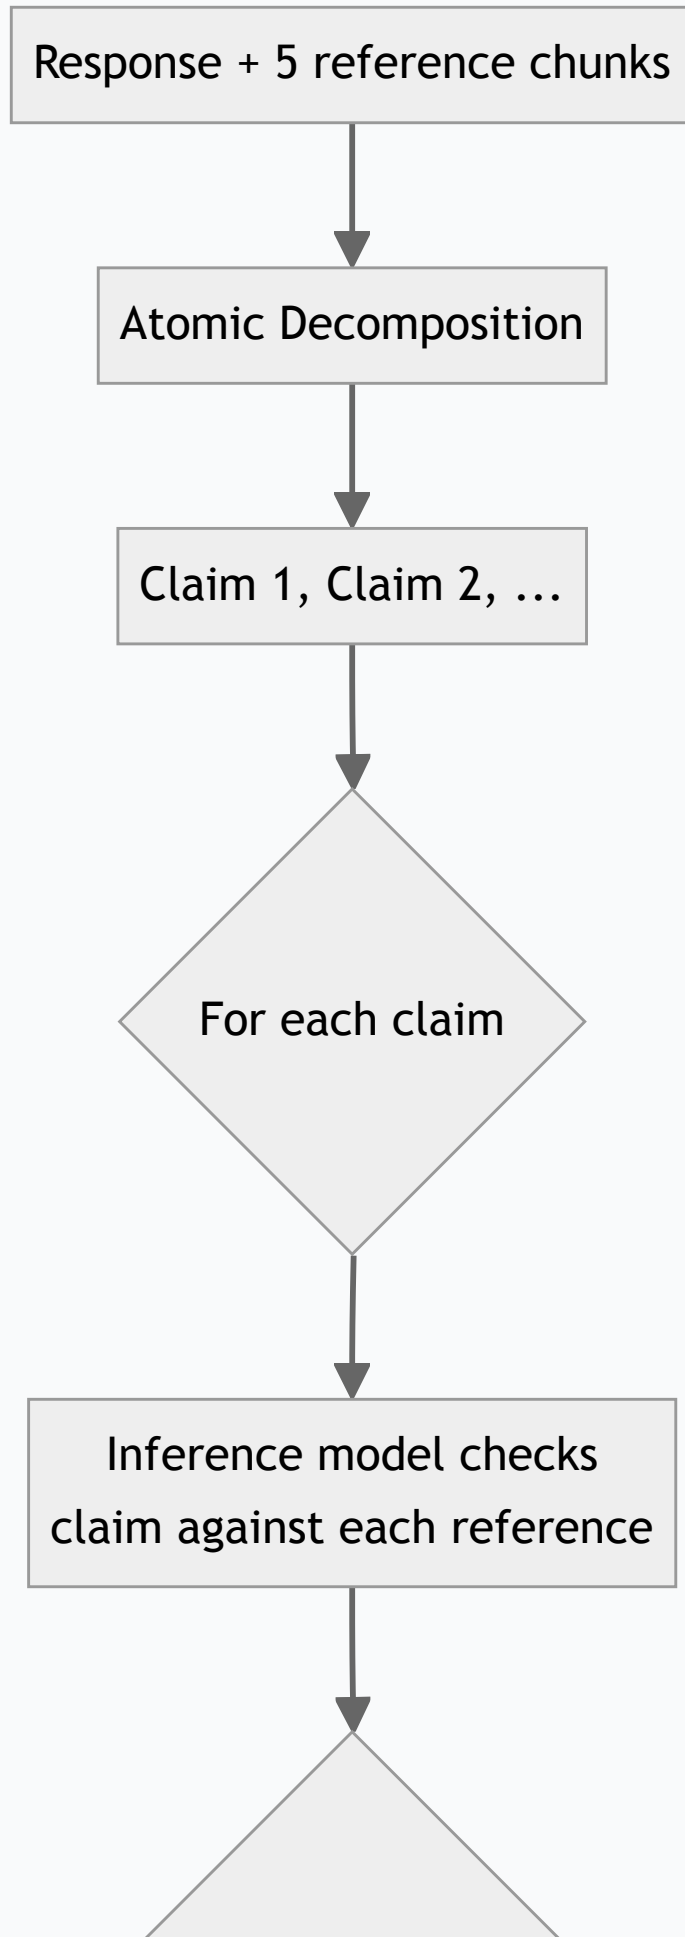 Response + 5 reference chunks
Atomic Decomposition
Claim 1, Claim 2, ...
For each claim
Inference model checks
claim against each reference